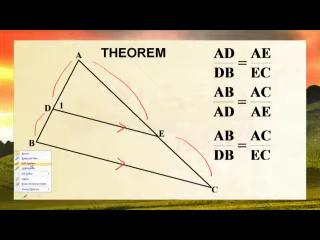 THEOREM
A
D
1
E
B
C
AD/DB = AE/EC
AB/AD = AC/AE
AB/DB = AC/EC